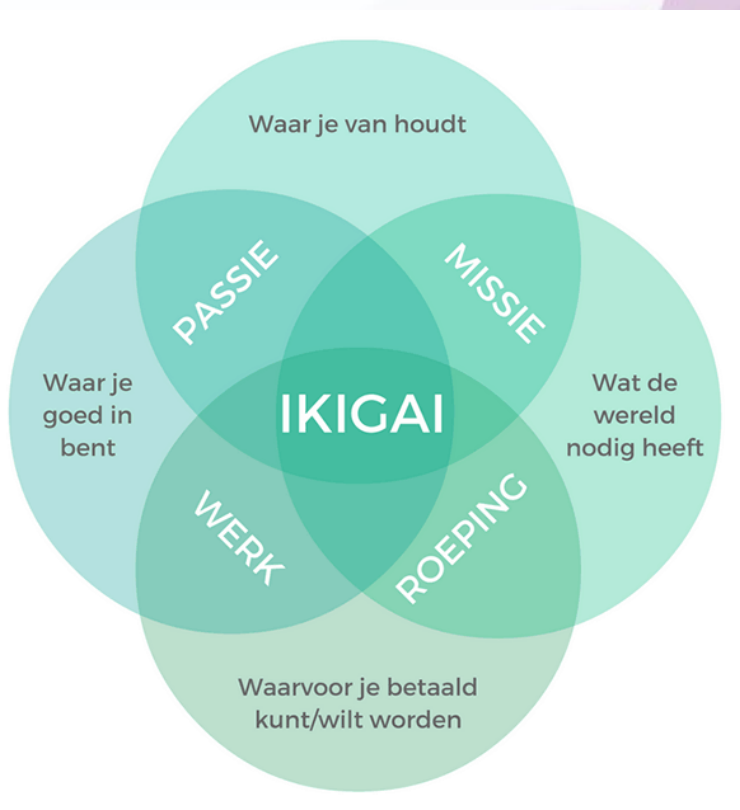 Waar je van houdt
PASSIE
MISSIE
Waar je
goed in
bent
IKIGAI
Wat de
wereld
nodig heeft
WERK
ROEPING
Waarvoor je betaald
kunt/wilt worden